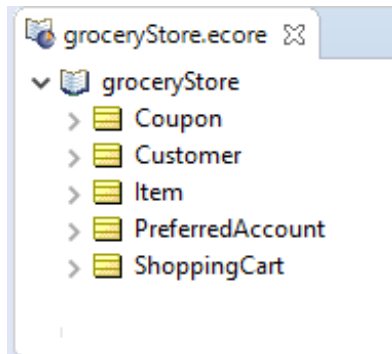 groceryStore.ecore
groceryStore
Coupon
Customer
Item
PreferredAccount
ShoppingCart